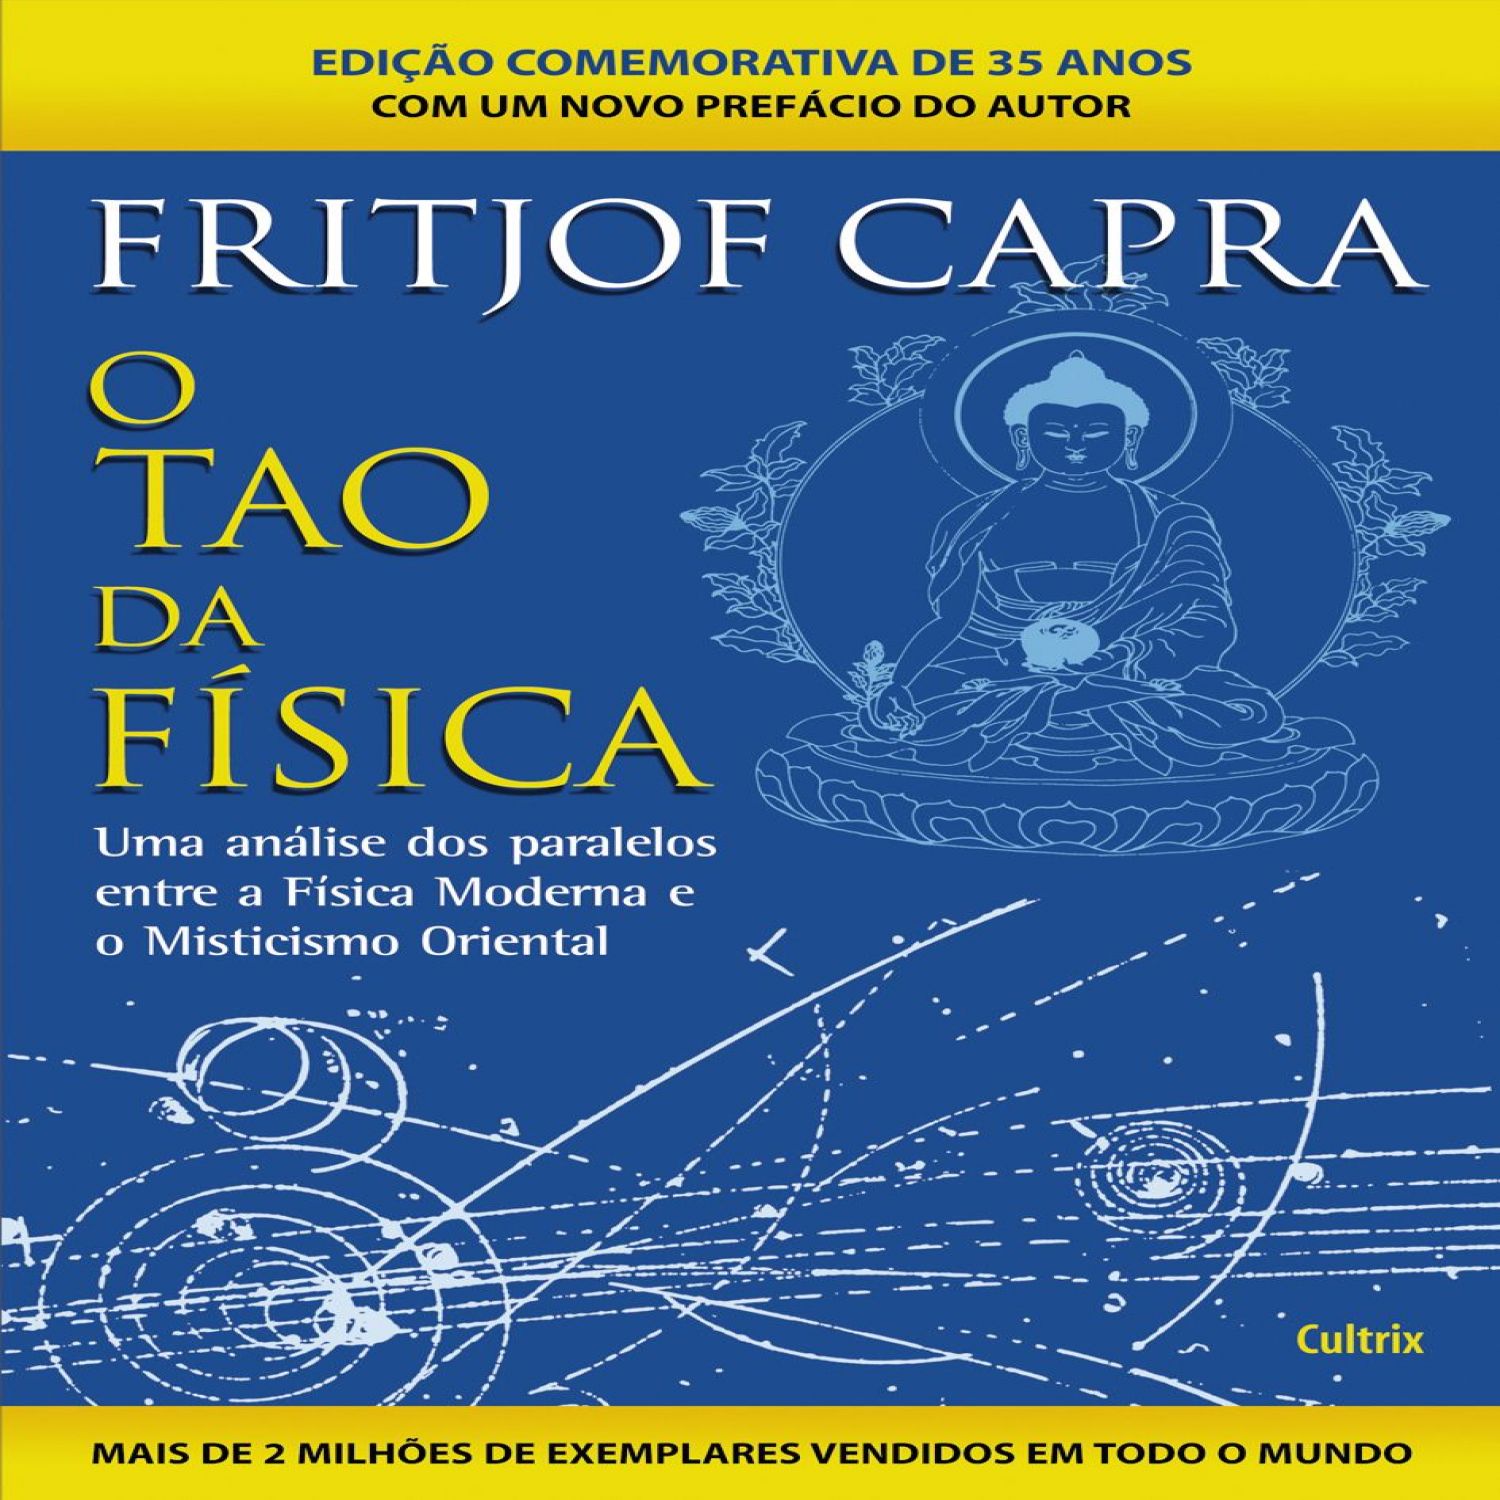 EDIÇÃO COMEMORATIVA DE 35 ANOS
COM UM NOVO PREFÁCIO DO AUTOR
FRITJOF CAPRA
O
TAO
DA
FÍSICA
Uma análise dos paralelos
entre a Física Moderna e
o Misticismo Oriental
Cultrix
MAIS DE 2 MILHÕES DE EXEMPLARES VENDIDOS EM TODO O MUNDO